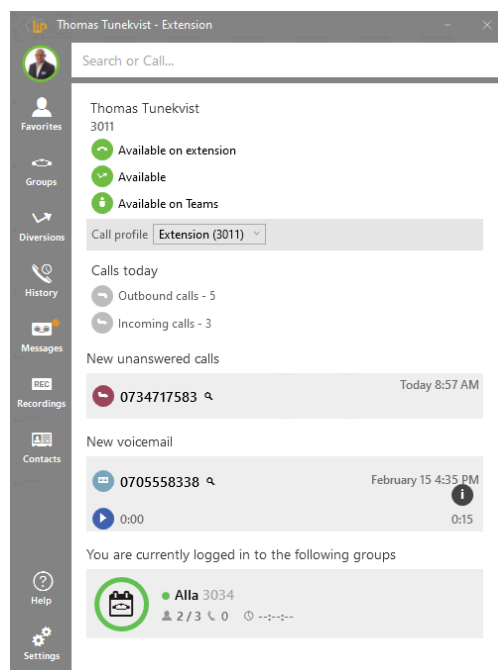 lip Thomas Tunekvist - Extension
Search or Call...
Favorites
Groups
Diversions
History
Messages
REC
Recordings
Contacts
Help
Settings
Thomas Tunekvist
3011
Available on extension
Available
Available on Teams
Call profile Extension (3011)
Calls today
Outbound calls - 5
Incoming calls - 3
New unanswered calls
0734717583 Today 8:57 AM
New voicemail
0705558338 February 15 4:35 PM
i
0:00 0:15
You are currently logged in to the following groups
Alla 3034
2 / 3 0 --:--:--